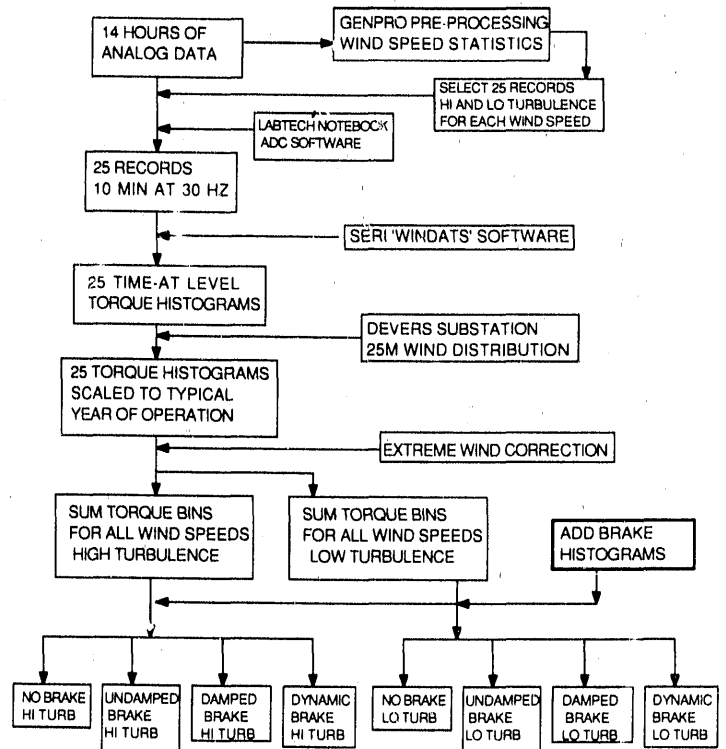 14 HOURS OF
ANALOG DATA
GENPRO PRE-PROCESSING
WIND SPEED STATISTICS
SELECT 25 RECORDS
HI AND LO TURBULENCE
FOR EACH WIND SPEED
LABTECH NOTEBOOK
ADC SOFTWARE
25 RECORDS
10 MIN AT 30 HZ
SERI 'WINDATS' SOFTWARE
25 TIME-AT LEVEL
TORQUE HISTOGRAMS
DEVERS SUBSTATION
25M WIND DISTRIBUTION
25 TORQUE HISTOGRAMS
SCALED TO TYPICAL
YEAR OF OPERATION
EXTREME WIND CORRECTION
SUM TORQUE BINS
FOR ALL WIND SPEEDS
HIGH TURBULENCE
SUM TORQUE BINS
FOR ALL WIND SPEEDS
LOW TURBULENCE
ADD BRAKE
HISTOGRAMS
NO BRAKE
HI TURB
UNDAMPED
BRAKE
HI TURB
DAMPED
BRAKE
HI TURB
DYNAMIC
BRAKE
HI TURB
NO BRAKE
LO TURB
UNDAMPED
BRAKE
LO TURB
DAMPED
BRAKE
LO TURB
DYNAMIC
BRAKE
LO TURB